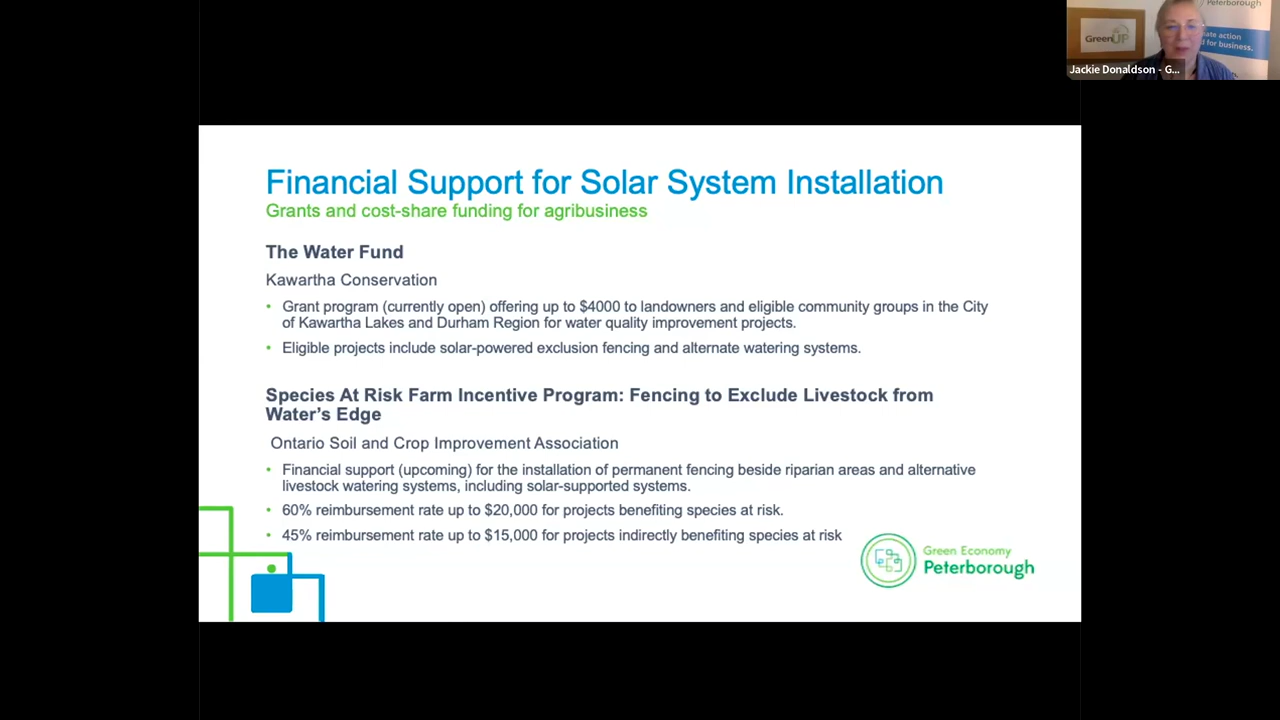 Peterborough
GreenUP
ate action
d for business.
Jackie Donaldson - G...
Financial Support for Solar System Installation
Grants and cost-share funding for agribusiness
The Water Fund
Kawartha Conservation
• Grant program (currently open) offering up to $4000 to landowners and eligible community groups in the City
of Kawartha Lakes and Durham Region for water quality improvement projects.
• Eligible projects include solar-powered exclusion fencing and alternate watering systems.
Species At Risk Farm Incentive Program: Fencing to Exclude Livestock from
Water’s Edge
Ontario Soil and Crop Improvement Association
• Financial support (upcoming) for the installation of permanent fencing beside riparian areas and alternative
livestock watering systems, including solar-supported systems.
• 60% reimbursement rate up to $20,000 for projects benefiting species at risk.
• 45% reimbursement rate up to $15,000 for projects indirectly benefiting species at risk
Green Economy
Peterborough